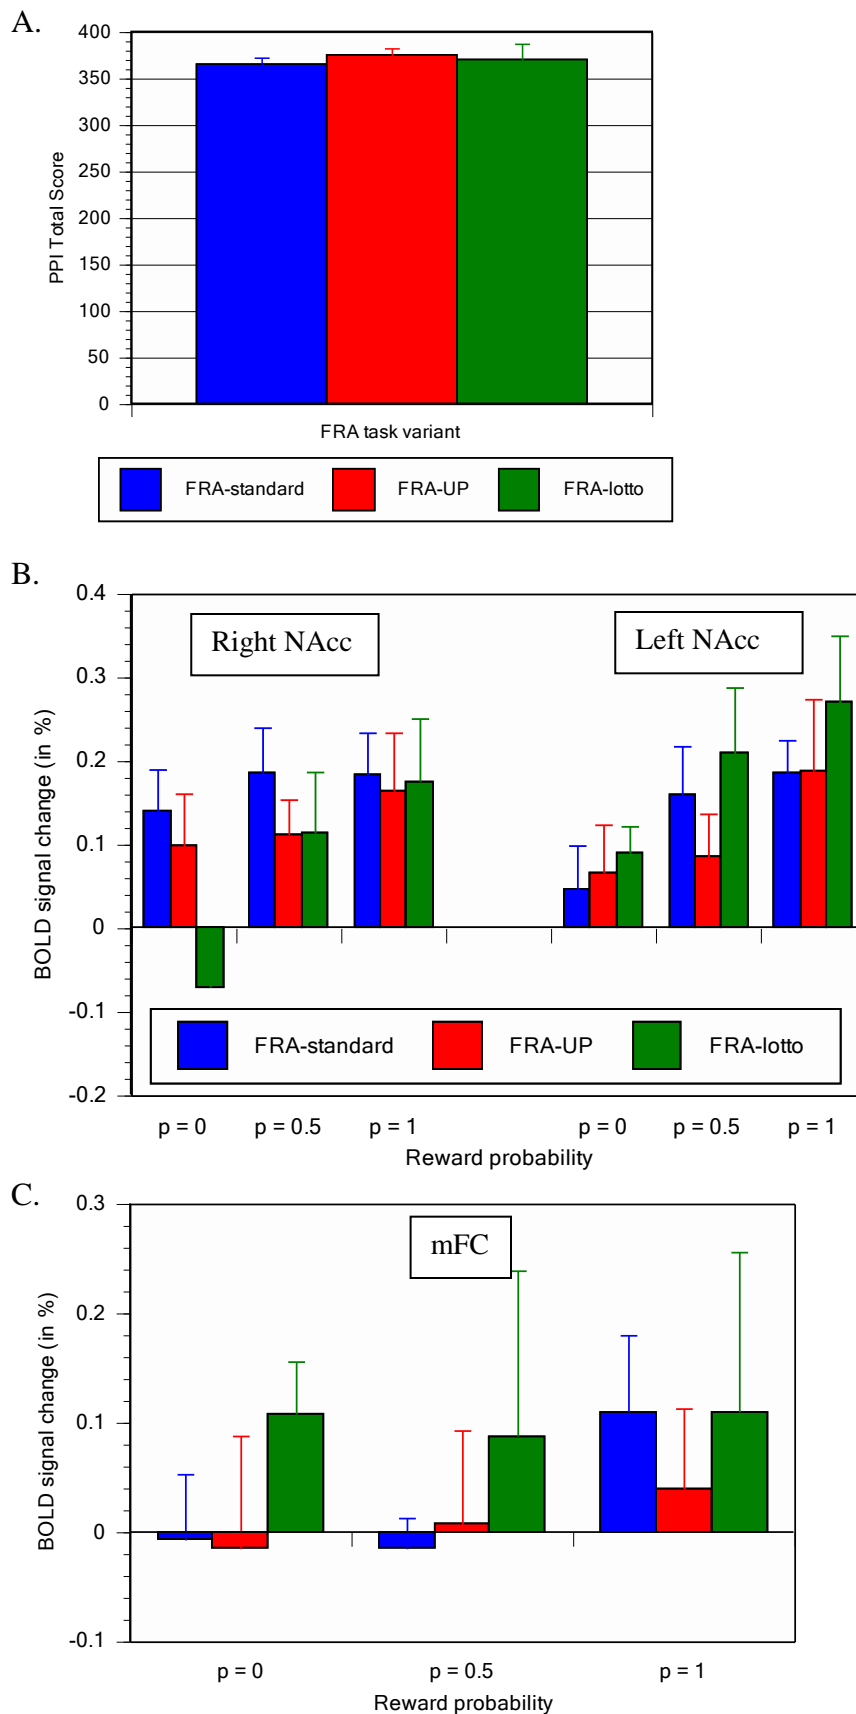 A.
400
350
300
250
200
150
100
50
0
PPI Total Score
FRA task variant
FRA-standard FRA-UP FRA-lotto
B.
0.4
0.3
0.2
0.1
0
-0.1
-0.2
BOLD signal change (in %)
Right NAcc Left NAcc
FRA-standard FRA-UP FRA-lotto
p = 0 p = 0.5 p = 1 p = 0 p = 0.5 p = 1
Reward probability
C.
0.3
0.2
0.1
0
-0.1
BOLD signal change (in %)
mFC
p = 0 p = 0.5 p = 1
Reward probability